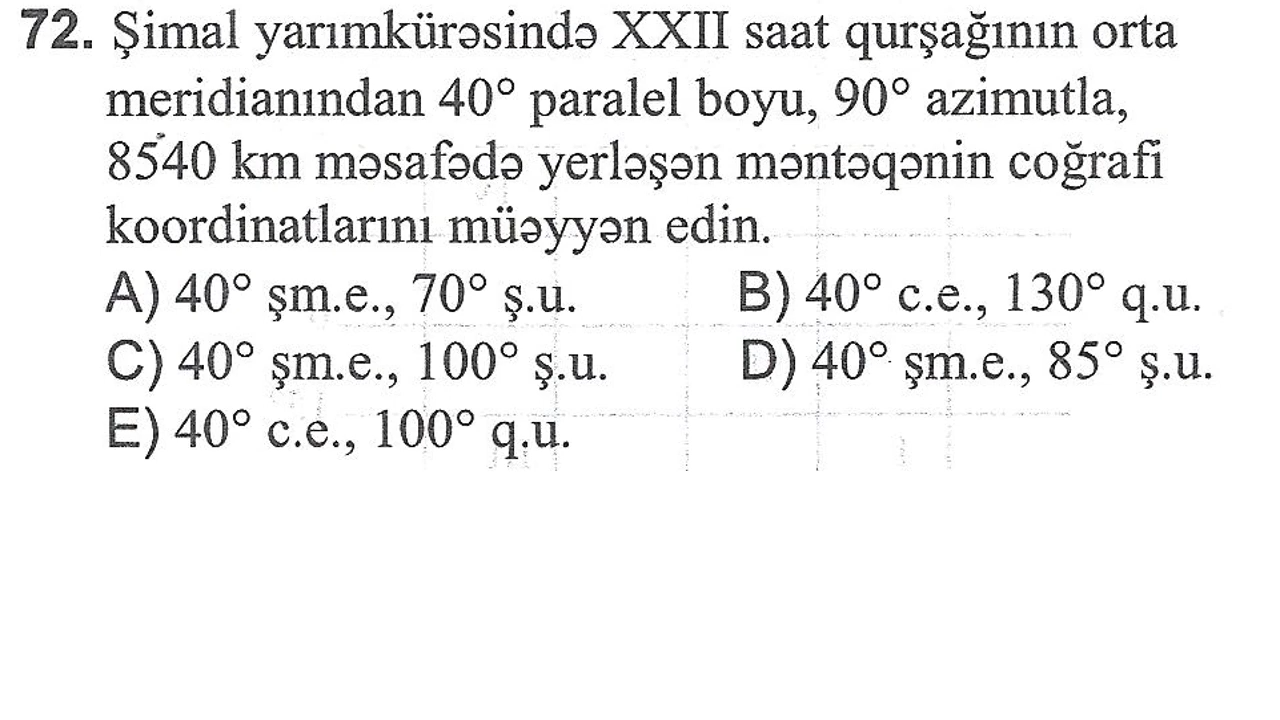 72. Şimal yarımkürəsində XXII saat qurşağının orta
meridianından 40° paralel boyu, 90° azimutla,
8540 km məsafədə yerləşən məntəqənin coğrafi
koordinatlarını müəyyən edin.
A) 40° şm.e., 70° ş.u. B) 40° c.e., 130° q.u.
C) 40° şm.e., 100° ş.u. D) 40° şm.e., 85° ş.u.
E) 40° c.e., 100° q.u.